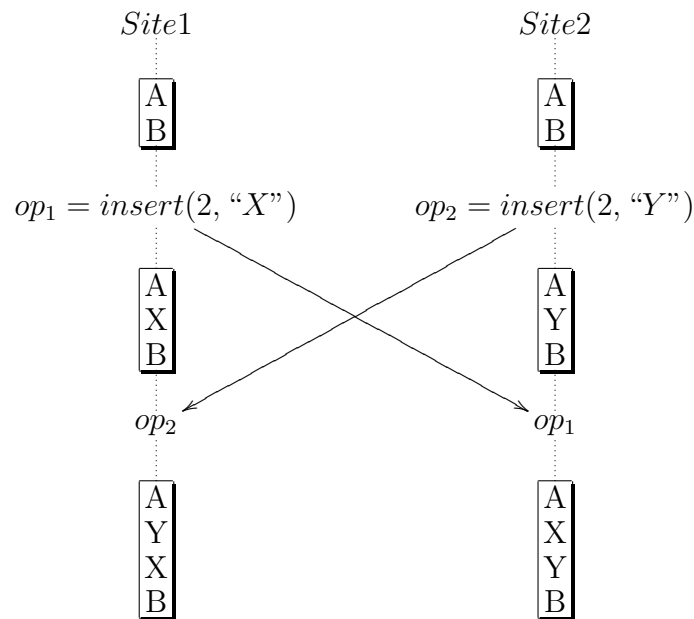 Site1 Site2
A A
B B
op₁ = insert(2, “X”) op₂ = insert(2, “Y”)
A A
X Y
B B
op₂ op₁
A A
Y X
X Y
B B